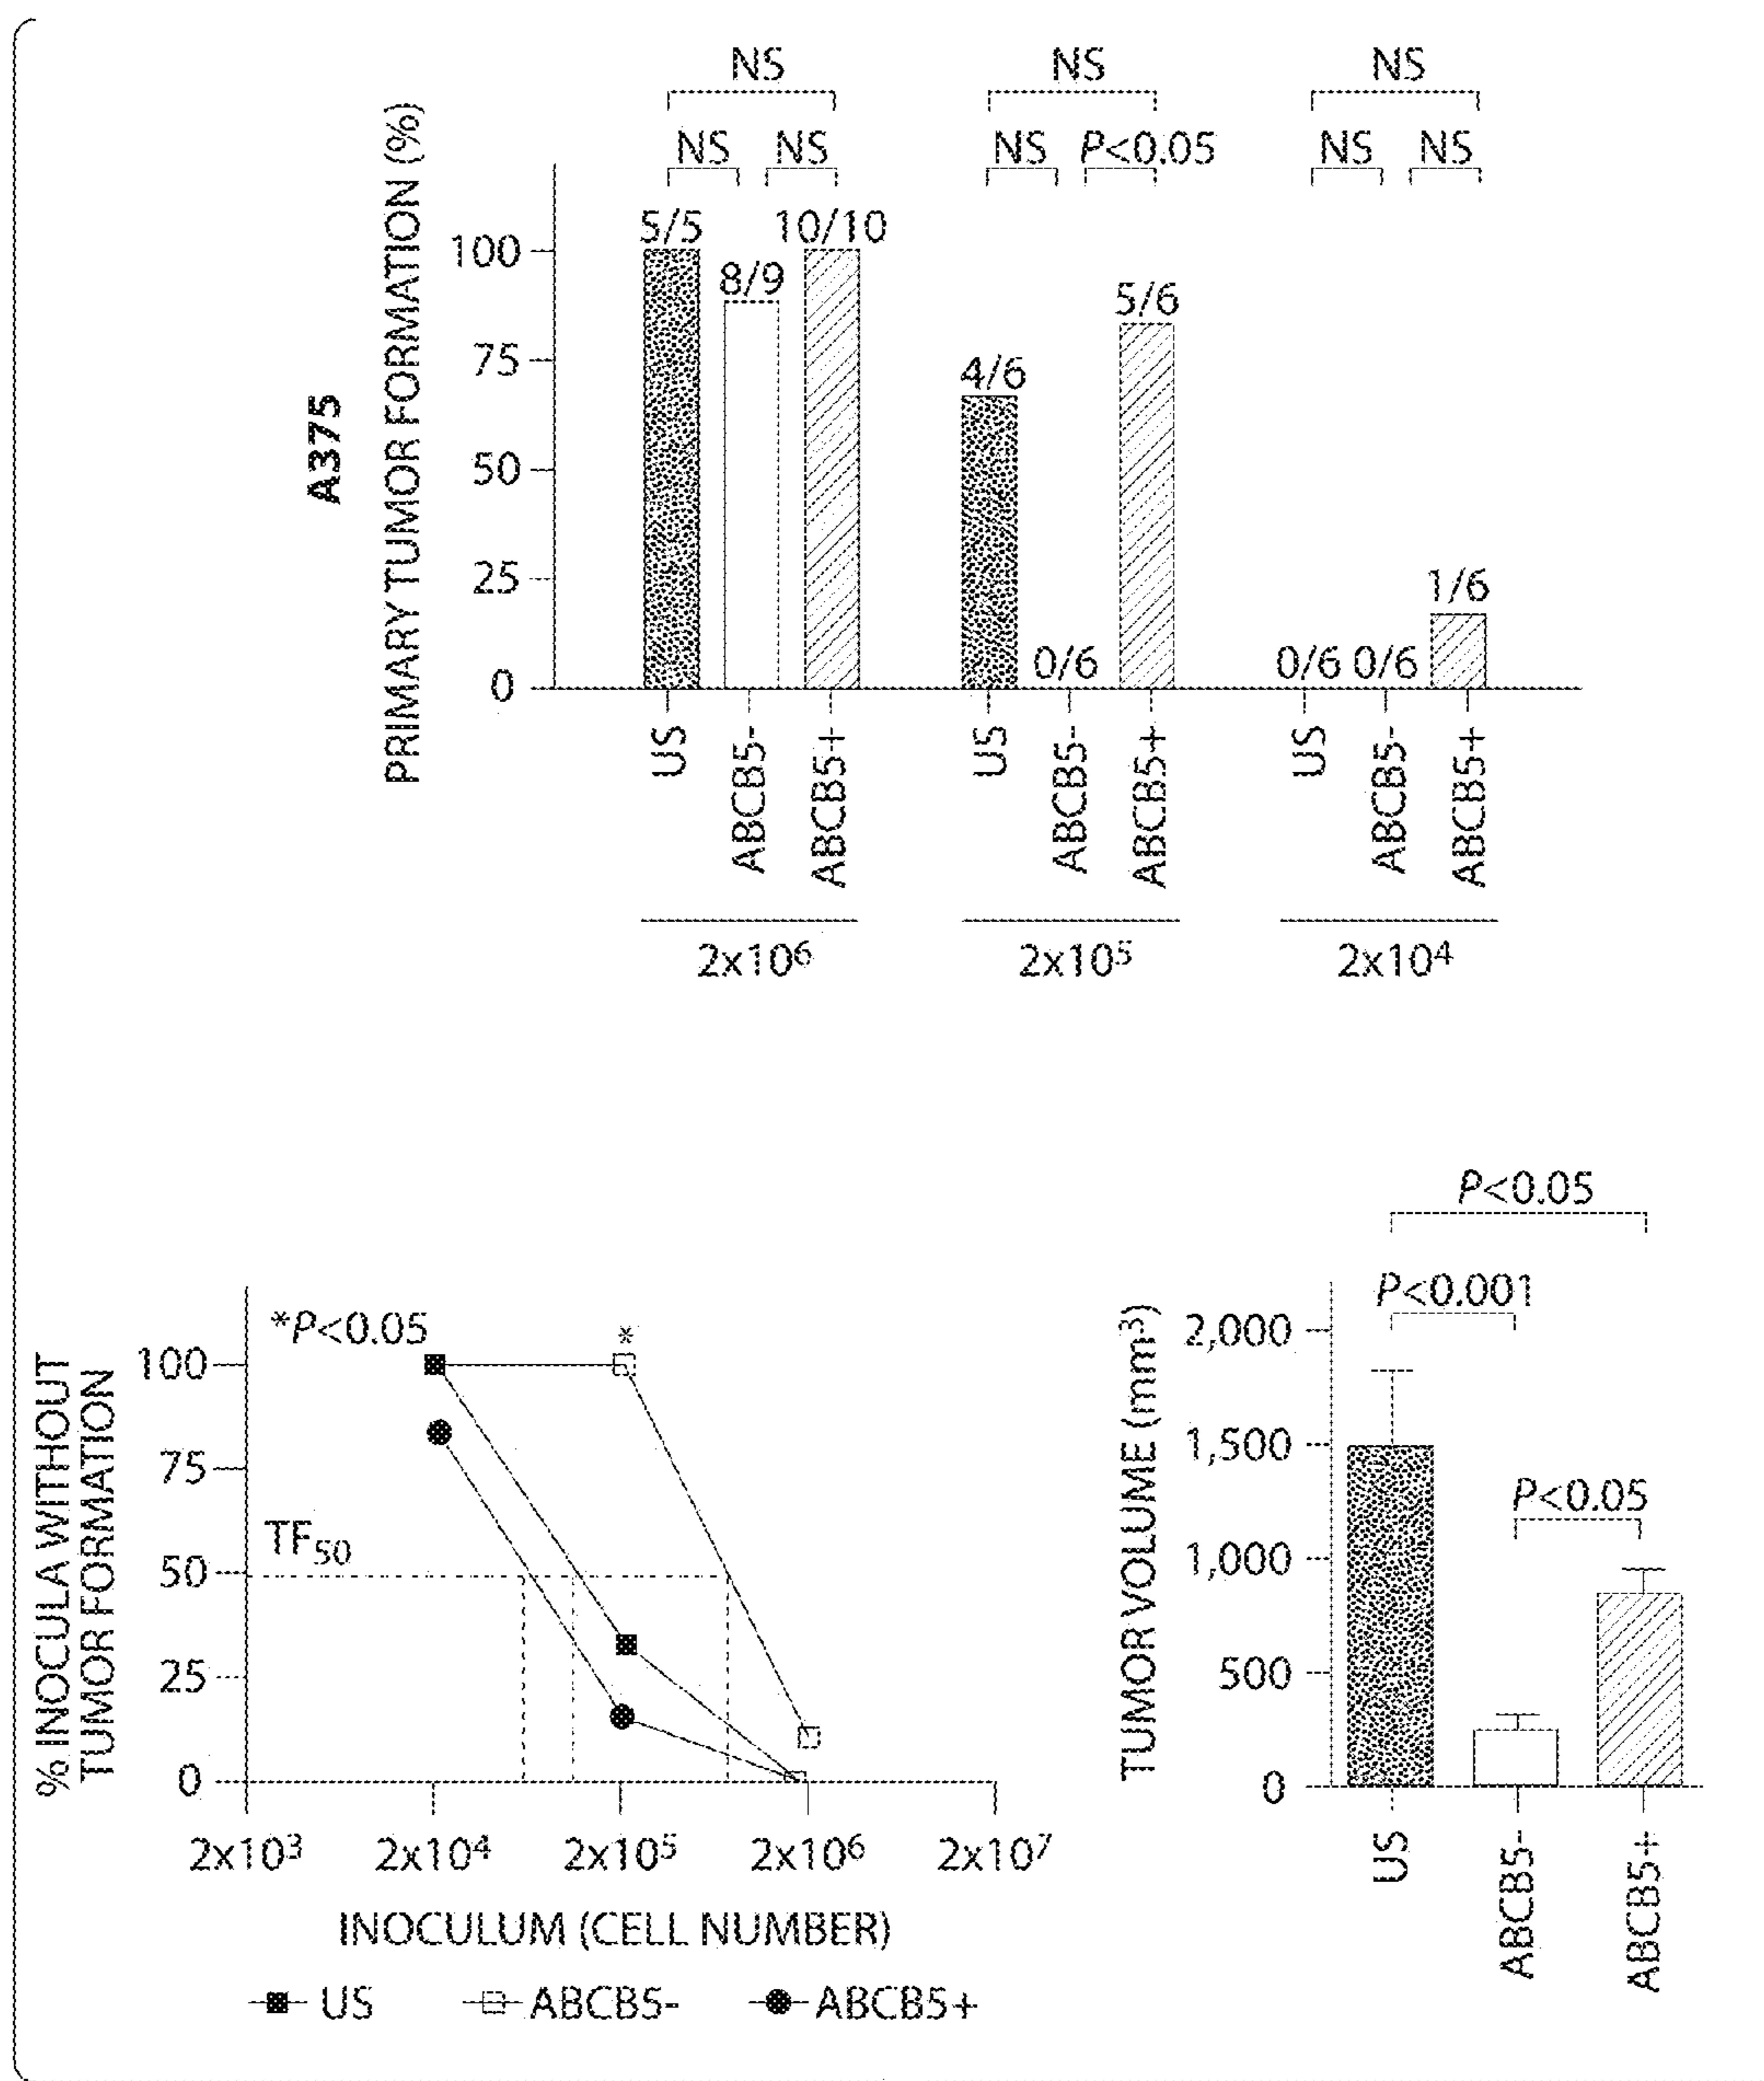 NS NS NS
NS NS NS P<0.05 NS NS
A375
PRIMARY TUMOR FORMATION (%)
100
75
50
25
0
5/5 8/9 10/10
4/6 0/6 5/6
0/6 0/6 1/6
US ABCB5- ABCB5+ US ABCB5- ABCB5+ US ABCB5- ABCB5+
2x10⁶ 2x10⁵ 2x10⁴
% INOCULA WITHOUT
TUMOR FORMATION
*P<0.05
*
100
75
TF₅₀
50
25
0
2x10³ 2x10⁴ 2x10⁵ 2x10⁶ 2x10⁷
INOCULUM (CELL NUMBER)
US ABCB5- ABCB5+
TUMOR VOLUME (mm³)
P<0.05
P<0.001
P<0.05
2,000
1,500
1,000
500
0
US ABCB5- ABCB5+